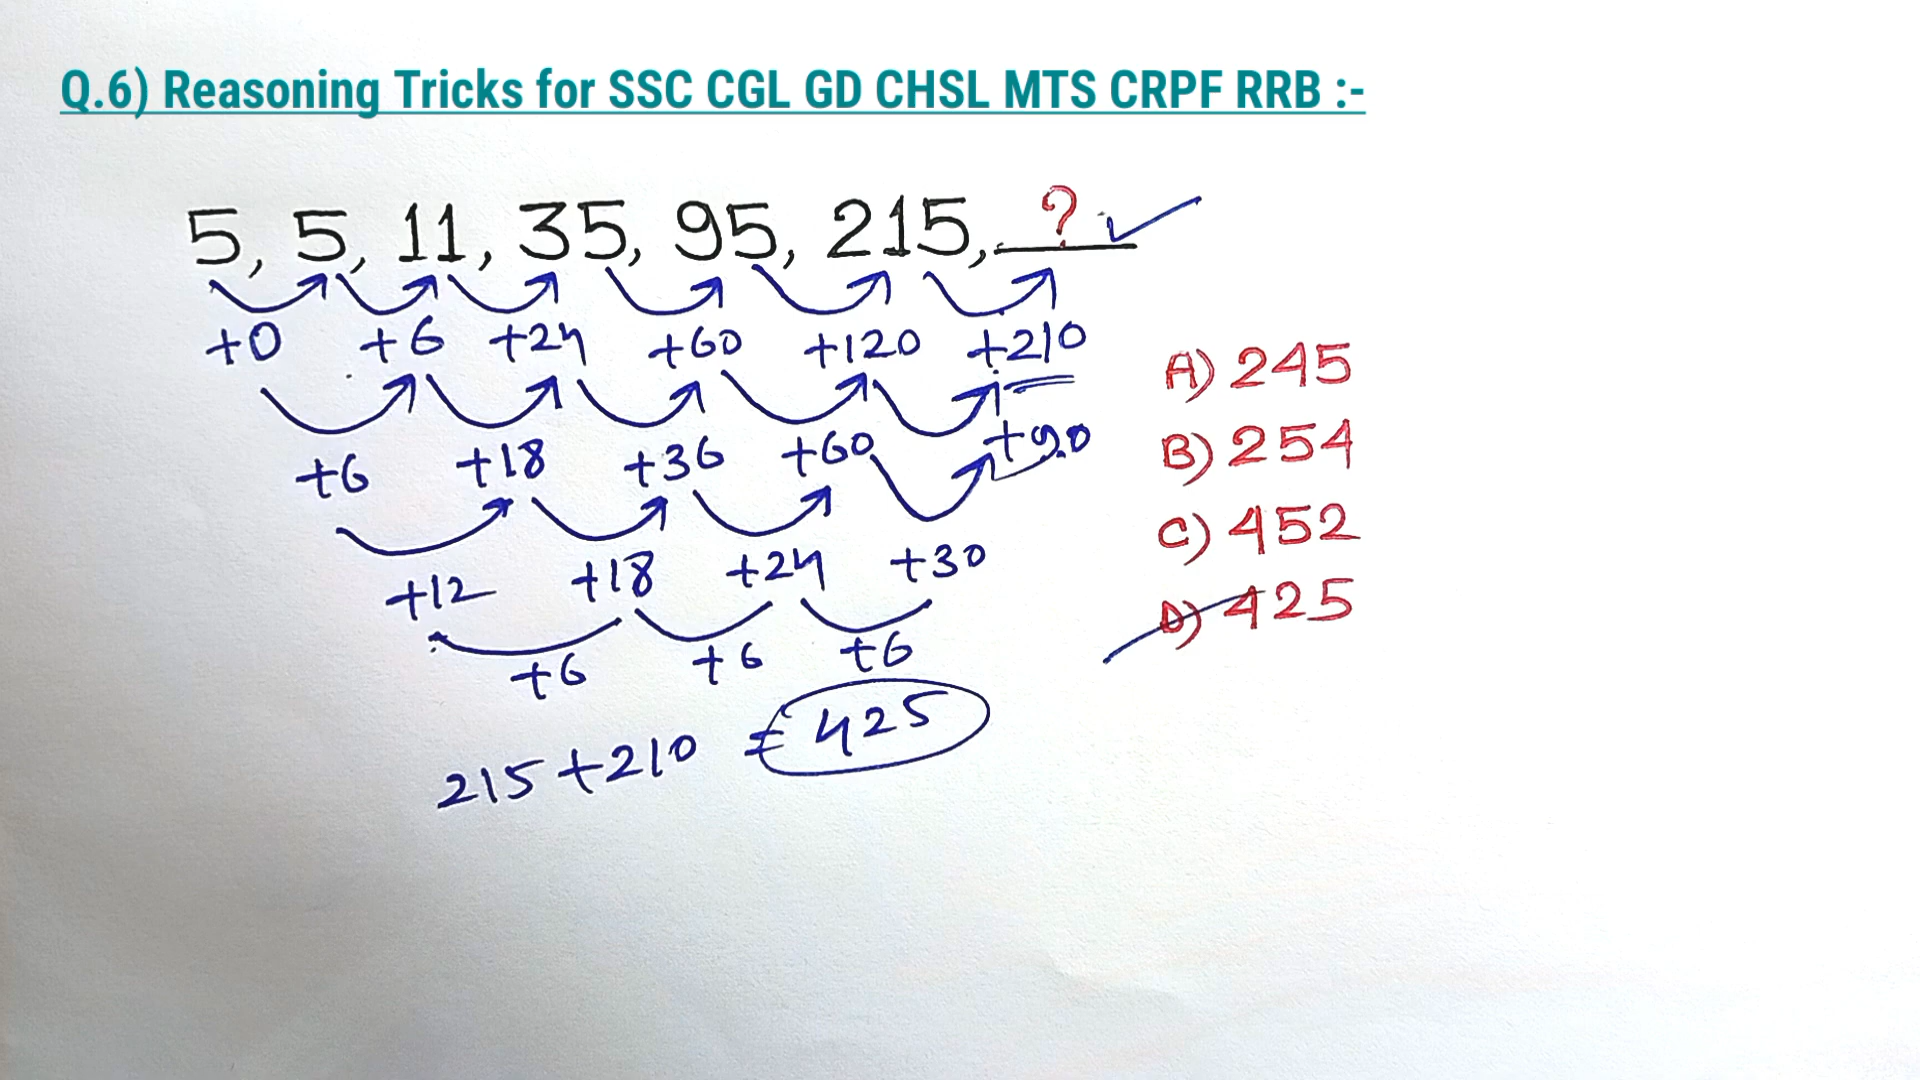 Q.6) Reasoning Tricks for SSC CGL GD CHSL MTS CRPF RRB :-
5, 5, 11, 35, 95, 215, ?
+0 +6 +24 +60 +120 +210
+6 +18 +36 +60 +90
+12 +18 +24 +30
+6 +6 +6
215 + 210 = 425
A) 245
B) 254
C) 452
D) 425